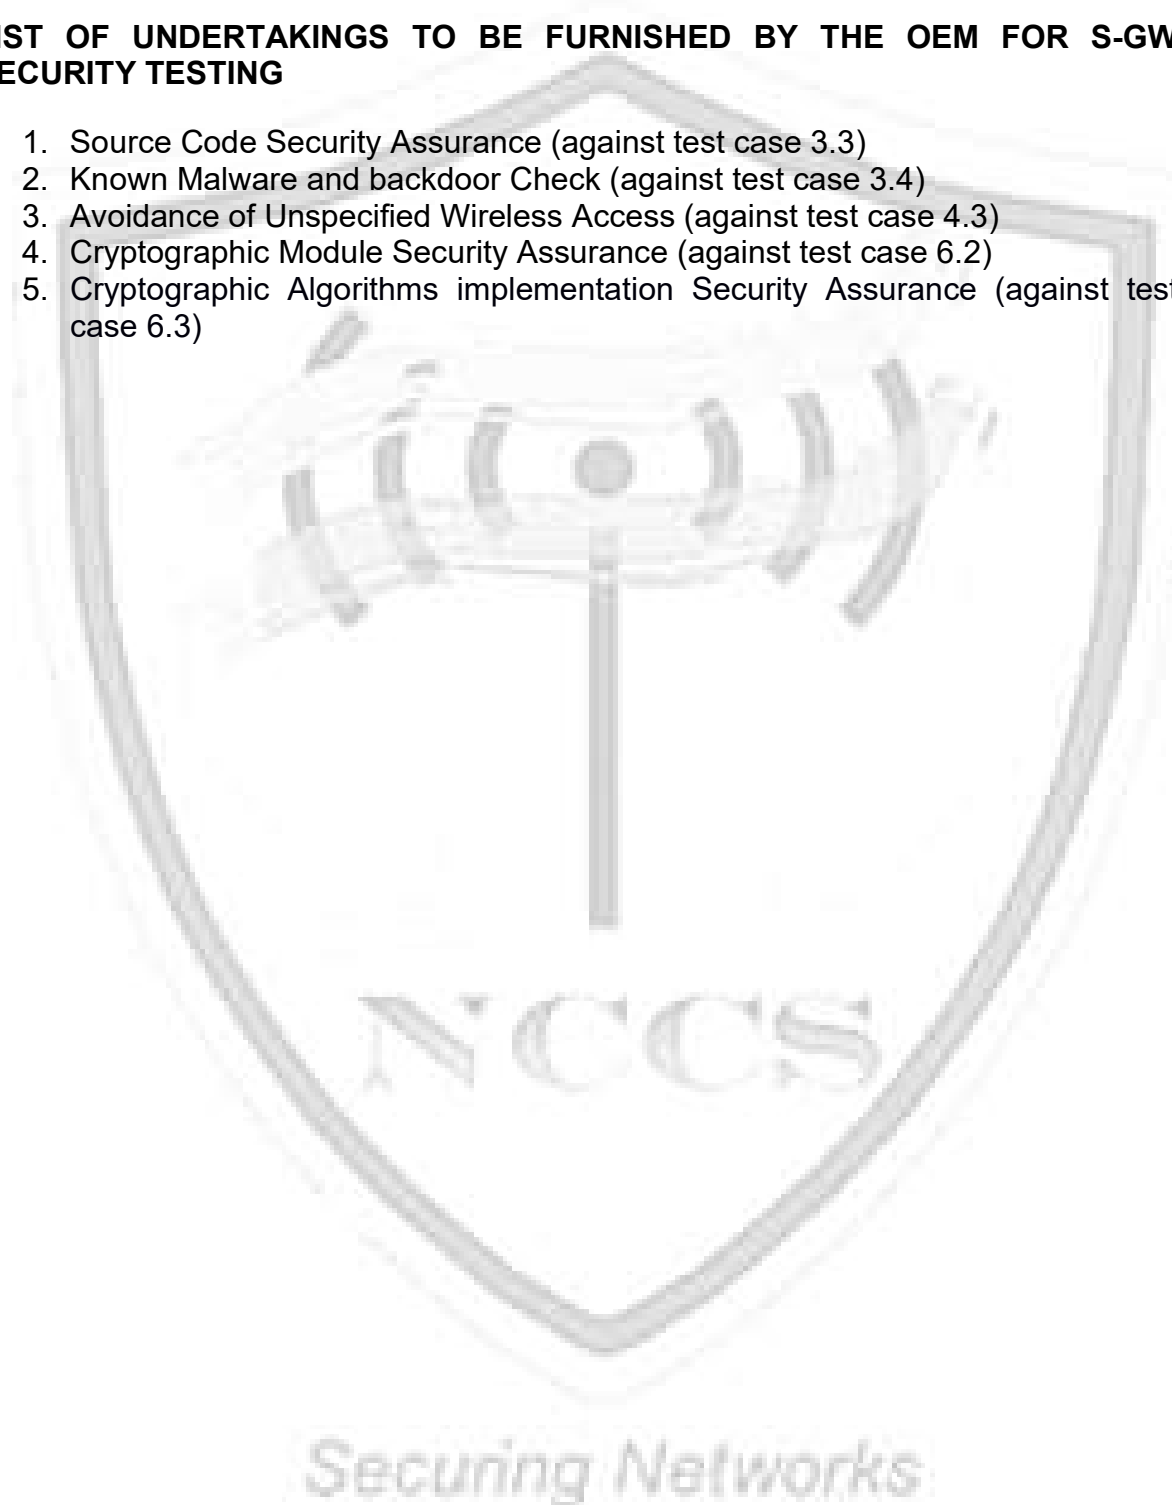 IST OF UNDERTAKINGS TO BE FURNISHED BY THE OEM FOR S-GW
ECURITY TESTING
1. Source Code Security Assurance (against test case 3.3)
2. Known Malware and backdoor Check (against test case 3.4)
3. Avoidance of Unspecified Wireless Access (against test case 4.3)
4. Cryptographic Module Security Assurance (against test case 6.2)
5. Cryptographic Algorithms implementation Security Assurance (against test
case 6.3)
NCCS
Securing Networks